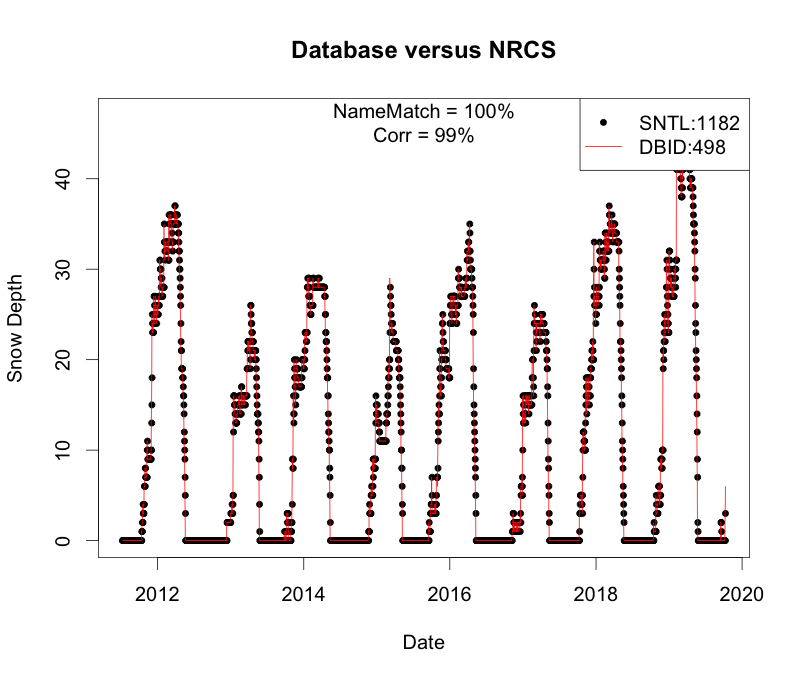 Database versus NRCS
NameMatch = 100%
Corr = 99%
SNTL:1182
DBID:498
Snow Depth
40
30
20
10
0
2012
2014
2016
2018
2020
Date